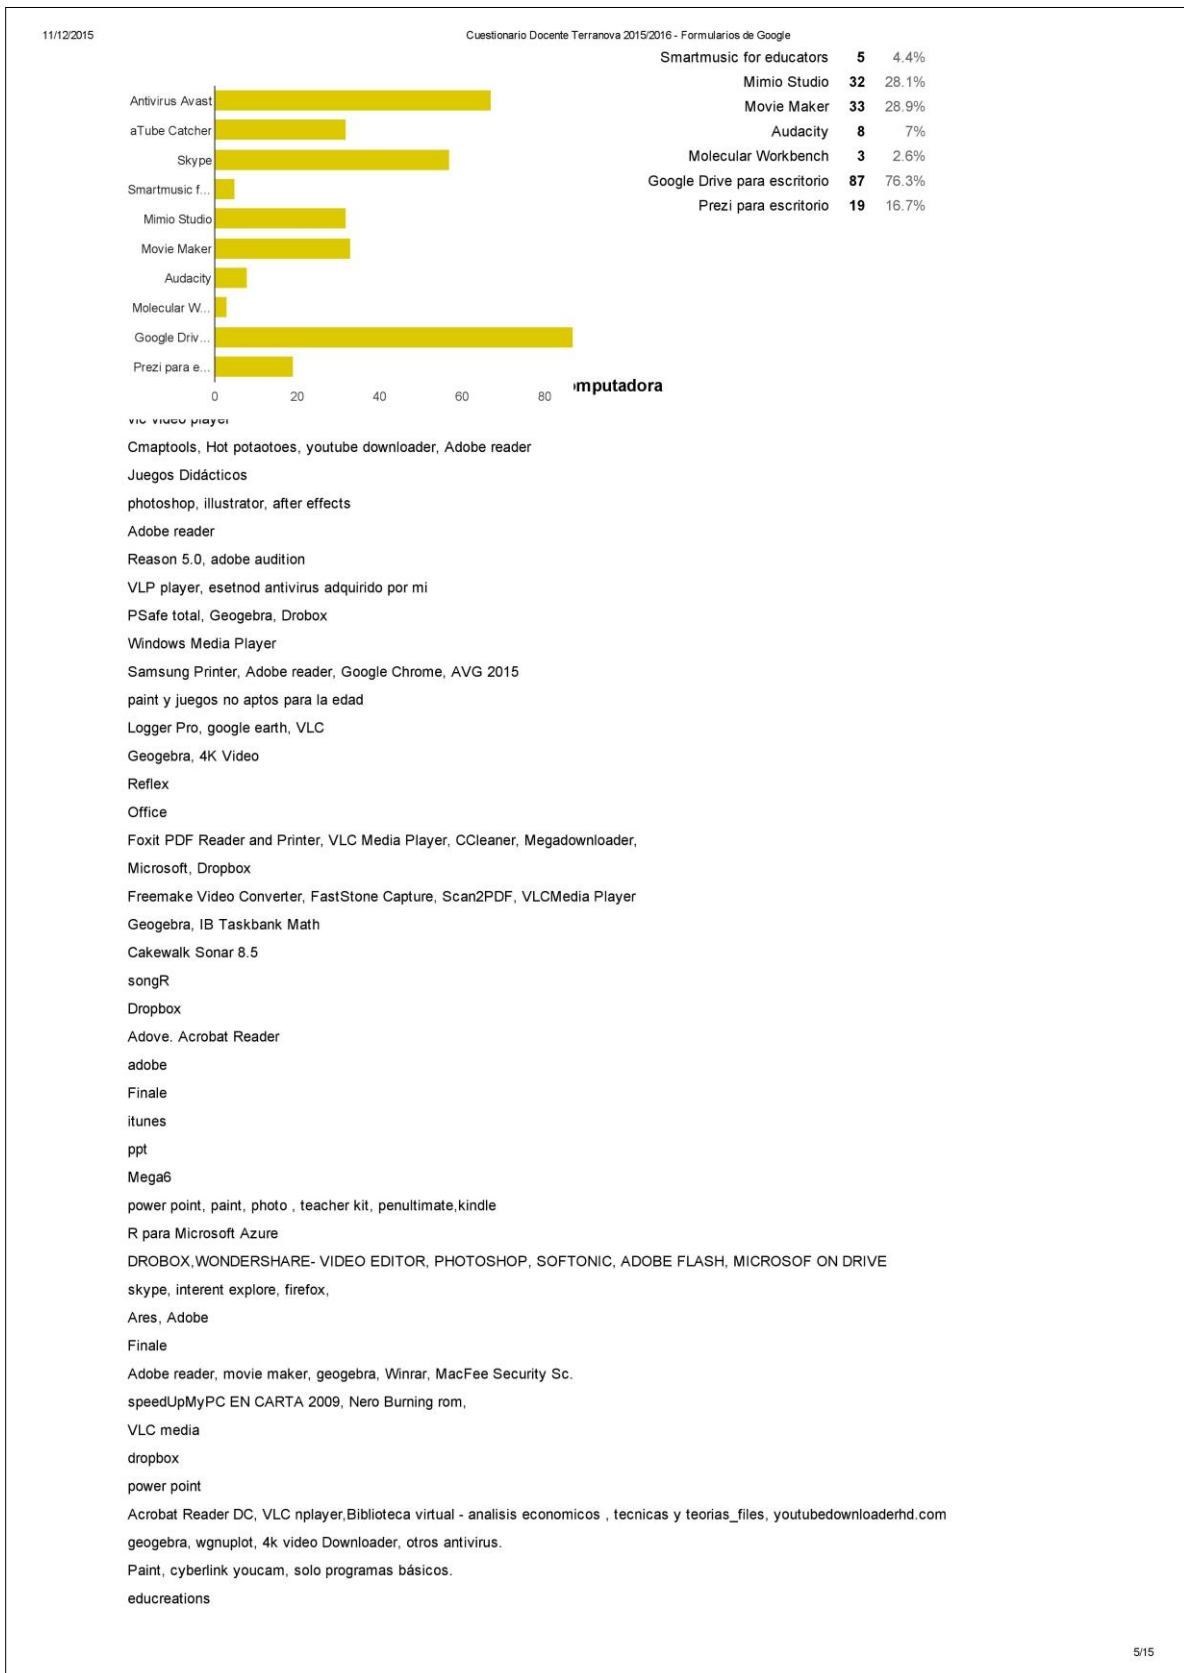 11/12/2015
Cuestionario Docente Terranova 2015/2016 - Formularios de Google
Smartmusic for educators 5 4.4%
Mimio Studio 32 28.1%
Movie Maker 33 28.9%
Audacity 8 7%
Molecular Workbench 3 2.6%
Google Drive para escritorio 87 76.3%
Prezi para escritorio 19 16.7%
Antivirus Avast
aTube Catcher
Skype
Smartmusic f...
Mimio Studio
Movie Maker
Audacity
Molecular W...
Google Driv...
Prezi para e...
0 20 40 60 80
omputadora
vlc video player
Cmaptools, Hot potaotoes, youtube downloader, Adobe reader
Juegos Didácticos
photoshop, illustrator, after effects
Adobe reader
Reason 5.0, adobe audition
VLP player, esetnod antivirus adquirido por mi
PSafe total, Geogebra, Drobox
Windows Media Player
Samsung Printer, Adobe reader, Google Chrome, AVG 2015
paint y juegos no aptos para la edad
Logger Pro, google earth, VLC
Geogebra, 4K Video
Reflex
Office
Foxit PDF Reader and Printer, VLC Media Player, CCleaner, Megadownloader,
Microsoft, Dropbox
Freemake Video Converter, FastStone Capture, Scan2PDF, VLCMedia Player
Geogebra, IB Taskbank Math
Cakewalk Sonar 8.5
songR
Dropbox
Adove. Acrobat Reader
adobe
Finale
itunes
ppt
Mega6
power point, paint, photo , teacher kit, penultimate,kindle
R para Microsoft Azure
DROBOX,WONDERSHARE- VIDEO EDITOR, PHOTOSHOP, SOFTONIC, ADOBE FLASH, MICROSOF ON DRIVE
skype, interent explore, firefox,
Ares, Adobe
Finale
Adobe reader, movie maker, geogebra, Winrar, MacFee Security Sc.
speedUpMyPC EN CARTA 2009, Nero Burning rom,
VLC media
dropbox
power point
Acrobat Reader DC, VLC nplayer,Biblioteca virtual - analisis economicos , tecnicas y teorias_files, youtubedownloaderhd.com
geogebra, wgnuplot, 4k video Downloader, otros antivirus.
Paint, cyberlink youcam, solo programas básicos.
educreations
5/15